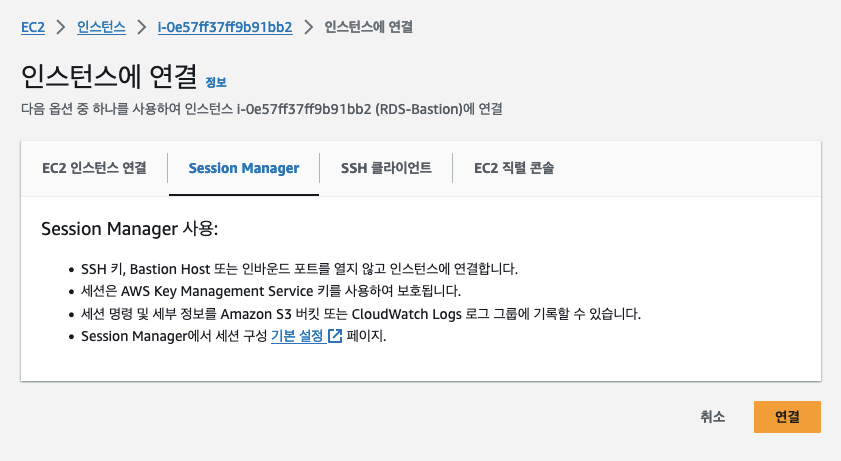 EC2 > 인스턴스 > i-0e57ff37ff9b91bb2 > 인스턴스에 연결
인스턴스에 연결 정보
다음 옵션 중 하나를 사용하여 인스턴스 i-0e57ff37ff9b91bb2 (RDS-Bastion)에 연결
EC2 인스턴스 연결 Session Manager SSH 클라이언트 EC2 직렬 콘솔
Session Manager 사용:
• SSH 키, Bastion Host 또는 인바운드 포트를 열지 않고 인스턴스에 연결합니다.
• 세션은 AWS Key Management Service 키를 사용하여 보호됩니다.
• 세션 명령 및 세부 정보를 Amazon S3 버킷 또는 CloudWatch Logs 로그 그룹에 기록할 수 있습니다.
• Session Manager에서 세션 구성 기본 설정 페이지.
취소 연결